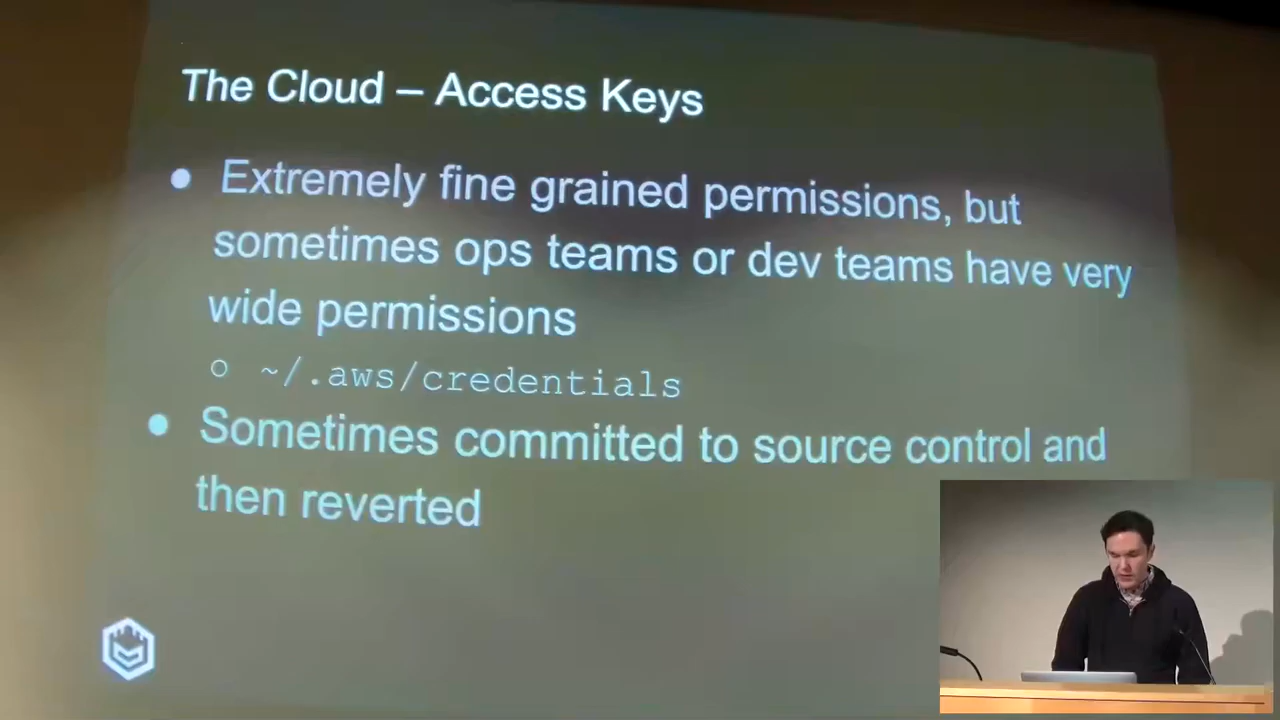 The Cloud – Access Keys
● Extremely fine grained permissions, but
sometimes ops teams or dev teams have very
wide permissions
○ ~/.aws/credentials
● Sometimes committed to source control and
then reverted